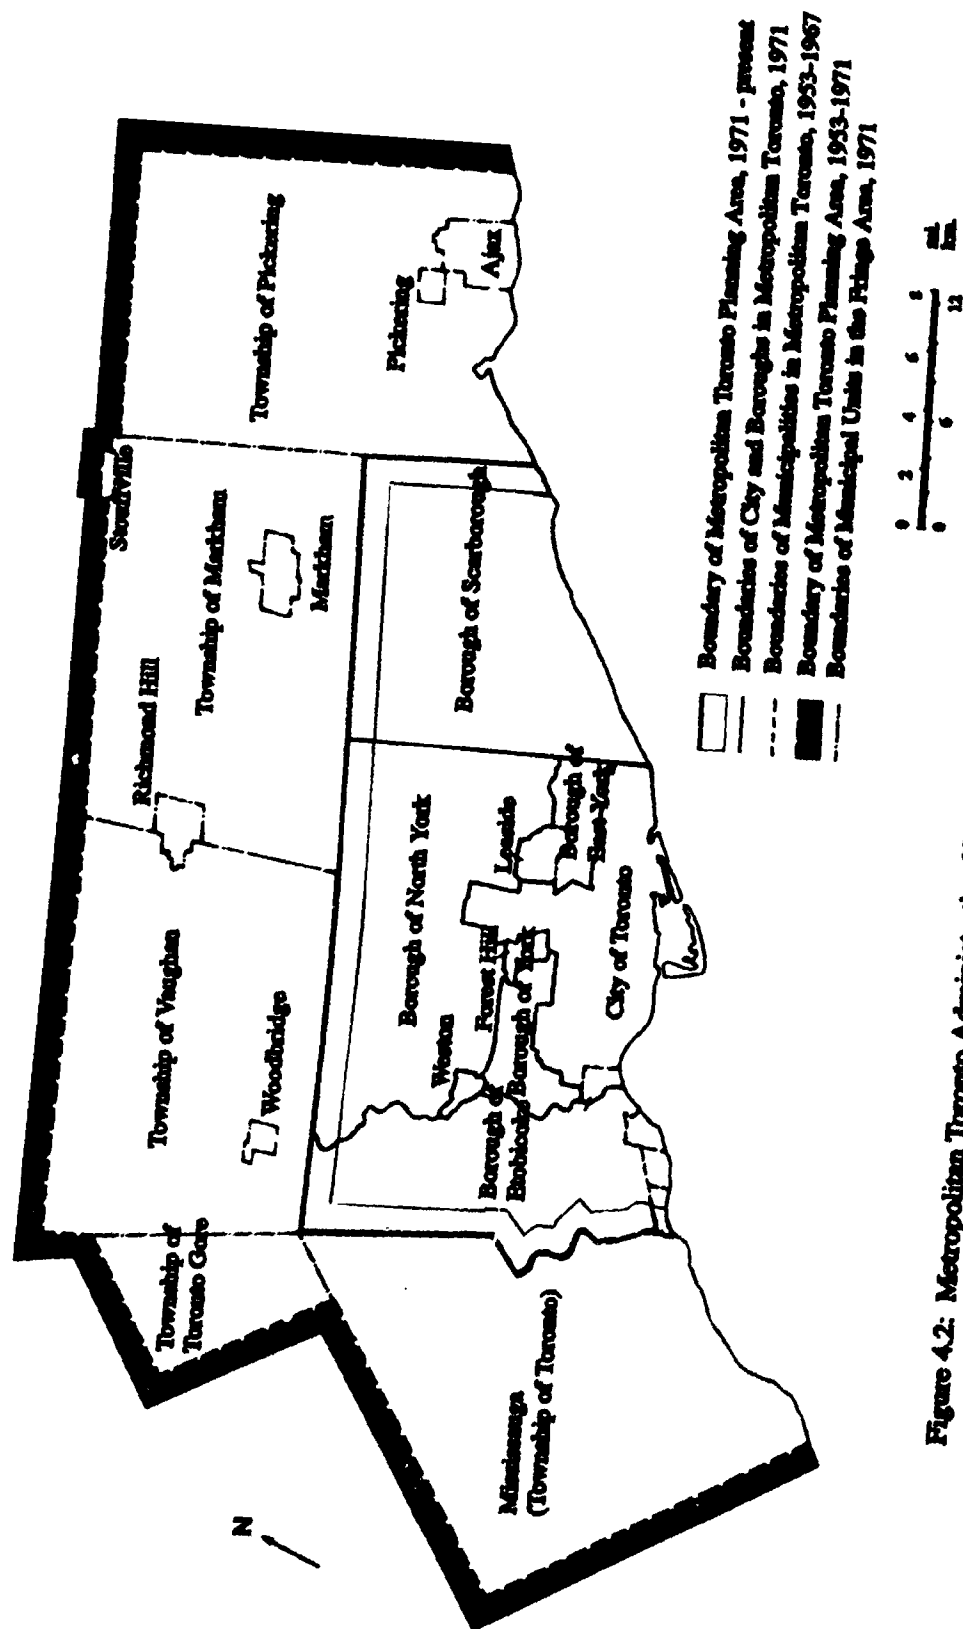 Township of
Toronto Gore
Township of Vaughan
Woodbridge
Richmond Hill
Township of Markham
Markham
Stouffville
Township of Pickering
Pickering
Ajax
Mississauga
(Township of Toronto)
Borough of
Etobicoke
Weston
Borough of North York
Forest Hill
Borough of York
Leaside
Borough of
East York
City of Toronto
Borough of Scarborough
N
Boundary of Metropolitan Toronto Planning Area, 1971 - present
Boundaries of City and Boroughs in Metropolitan Toronto, 1971
Boundaries of Municipalities in Metropolitan Toronto, 1953-1967
Boundary of Metropolitan Toronto Planning Area, 1953-1971
Boundaries of Municipal Units in the Fringe Area, 1971
0 2 4 6 8 mi.
0 6 12 km.
Figure 4.2: Metropolitan Toronto